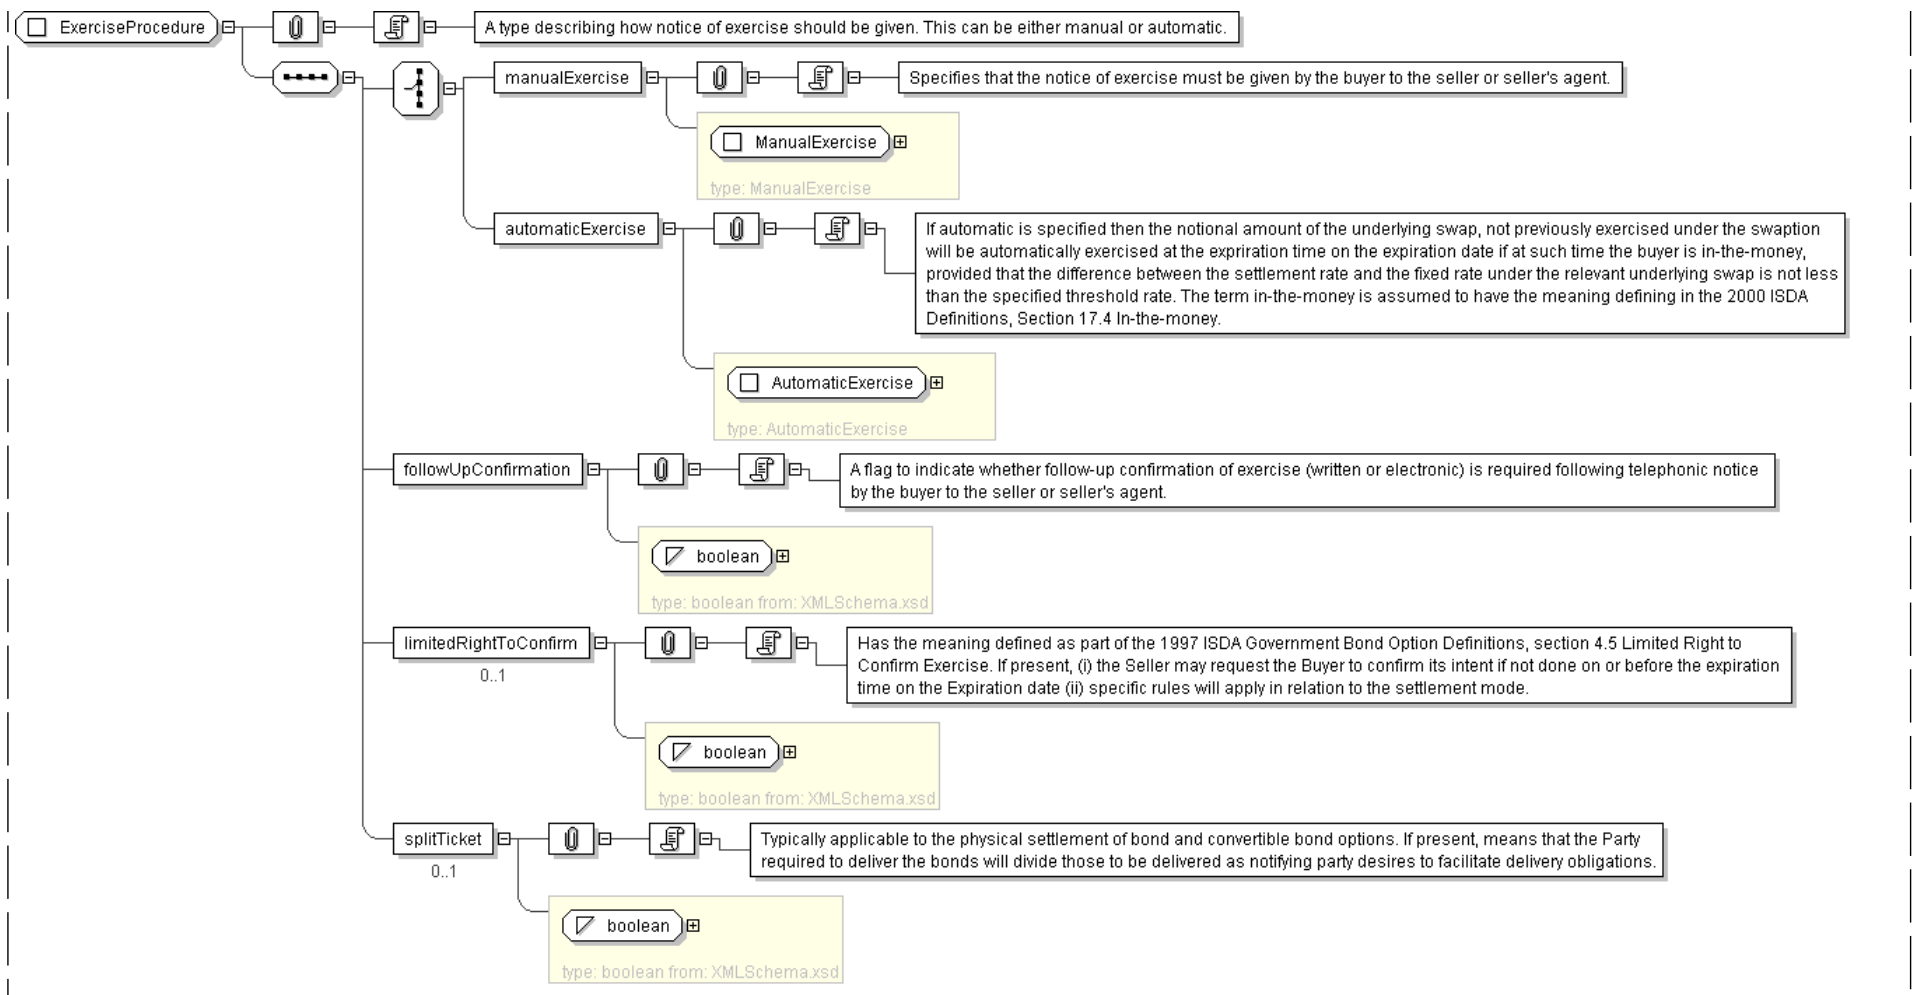 ExerciseProcedure
A type describing how notice of exercise should be given. This can be either manual or automatic.
manualExercise
Specifies that the notice of exercise must be given by the buyer to the seller or seller's agent.
ManualExercise
type: ManualExercise
automaticExercise
If automatic is specified then the notional amount of the underlying swap, not previously exercised under the swaption
will be automatically exercised at the expriration time on the expiration date if at such time the buyer is in-the-money,
provided that the difference between the settlement rate and the fixed rate under the relevant underlying swap is not less
than the specified threshold rate. The term in-the-money is assumed to have the meaning defining in the 2000 ISDA
Definitions, Section 17.4 In-the-money.
AutomaticExercise
type: AutomaticExercise
followUpConfirmation
A flag to indicate whether follow-up confirmation of exercise (written or electronic) is required following telephonic notice
by the buyer to the seller or seller's agent.
boolean
type: boolean from: XMLSchema.xsd
limitedRightToConfirm
0..1
Has the meaning defined as part of the 1997 ISDA Government Bond Option Definitions, section 4.5 Limited Right to
Confirm Exercise. If present, (i) the Seller may request the Buyer to confirm its intent if not done on or before the expiration
time on the Expiration date (ii) specific rules will apply in relation to the settlement mode.
boolean
type: boolean from: XMLSchema.xsd
splitTicket
0..1
Typically applicable to the physical settlement of bond and convertible bond options. If present, means that the Party
required to deliver the bonds will divide those to be delivered as notifying party desires to facilitate delivery obligations.
boolean
type: boolean from: XMLSchema.xsd